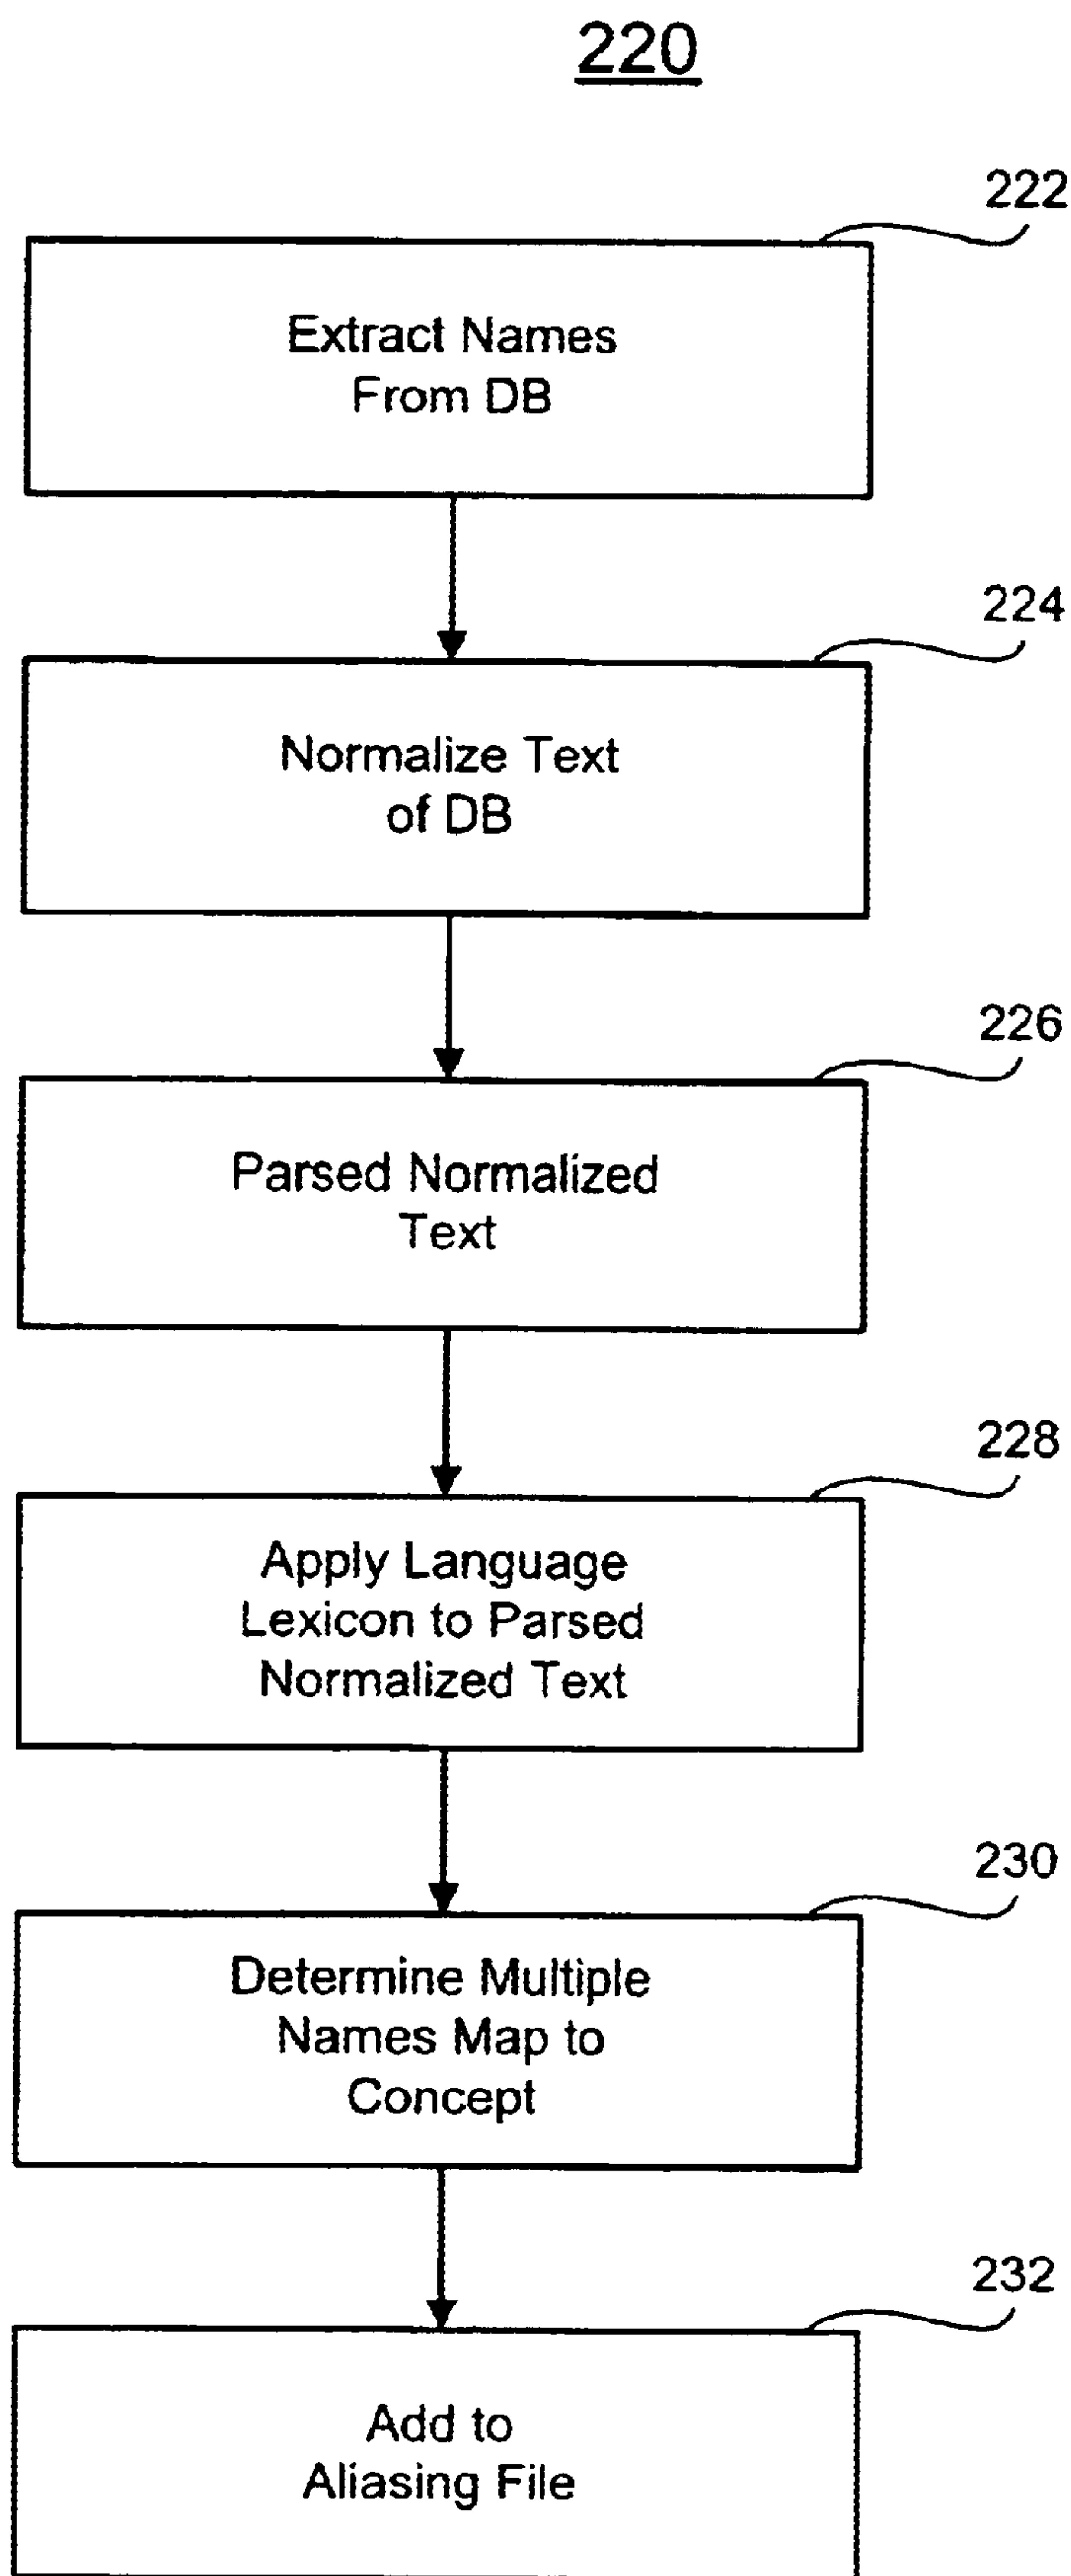 220
222
Extract Names
From DB
224
Normalize Text
of DB
226
Parsed Normalized
Text
228
Apply Language
Lexicon to Parsed
Normalized Text
230
Determine Multiple
Names Map to
Concept
232
Add to
Aliasing File